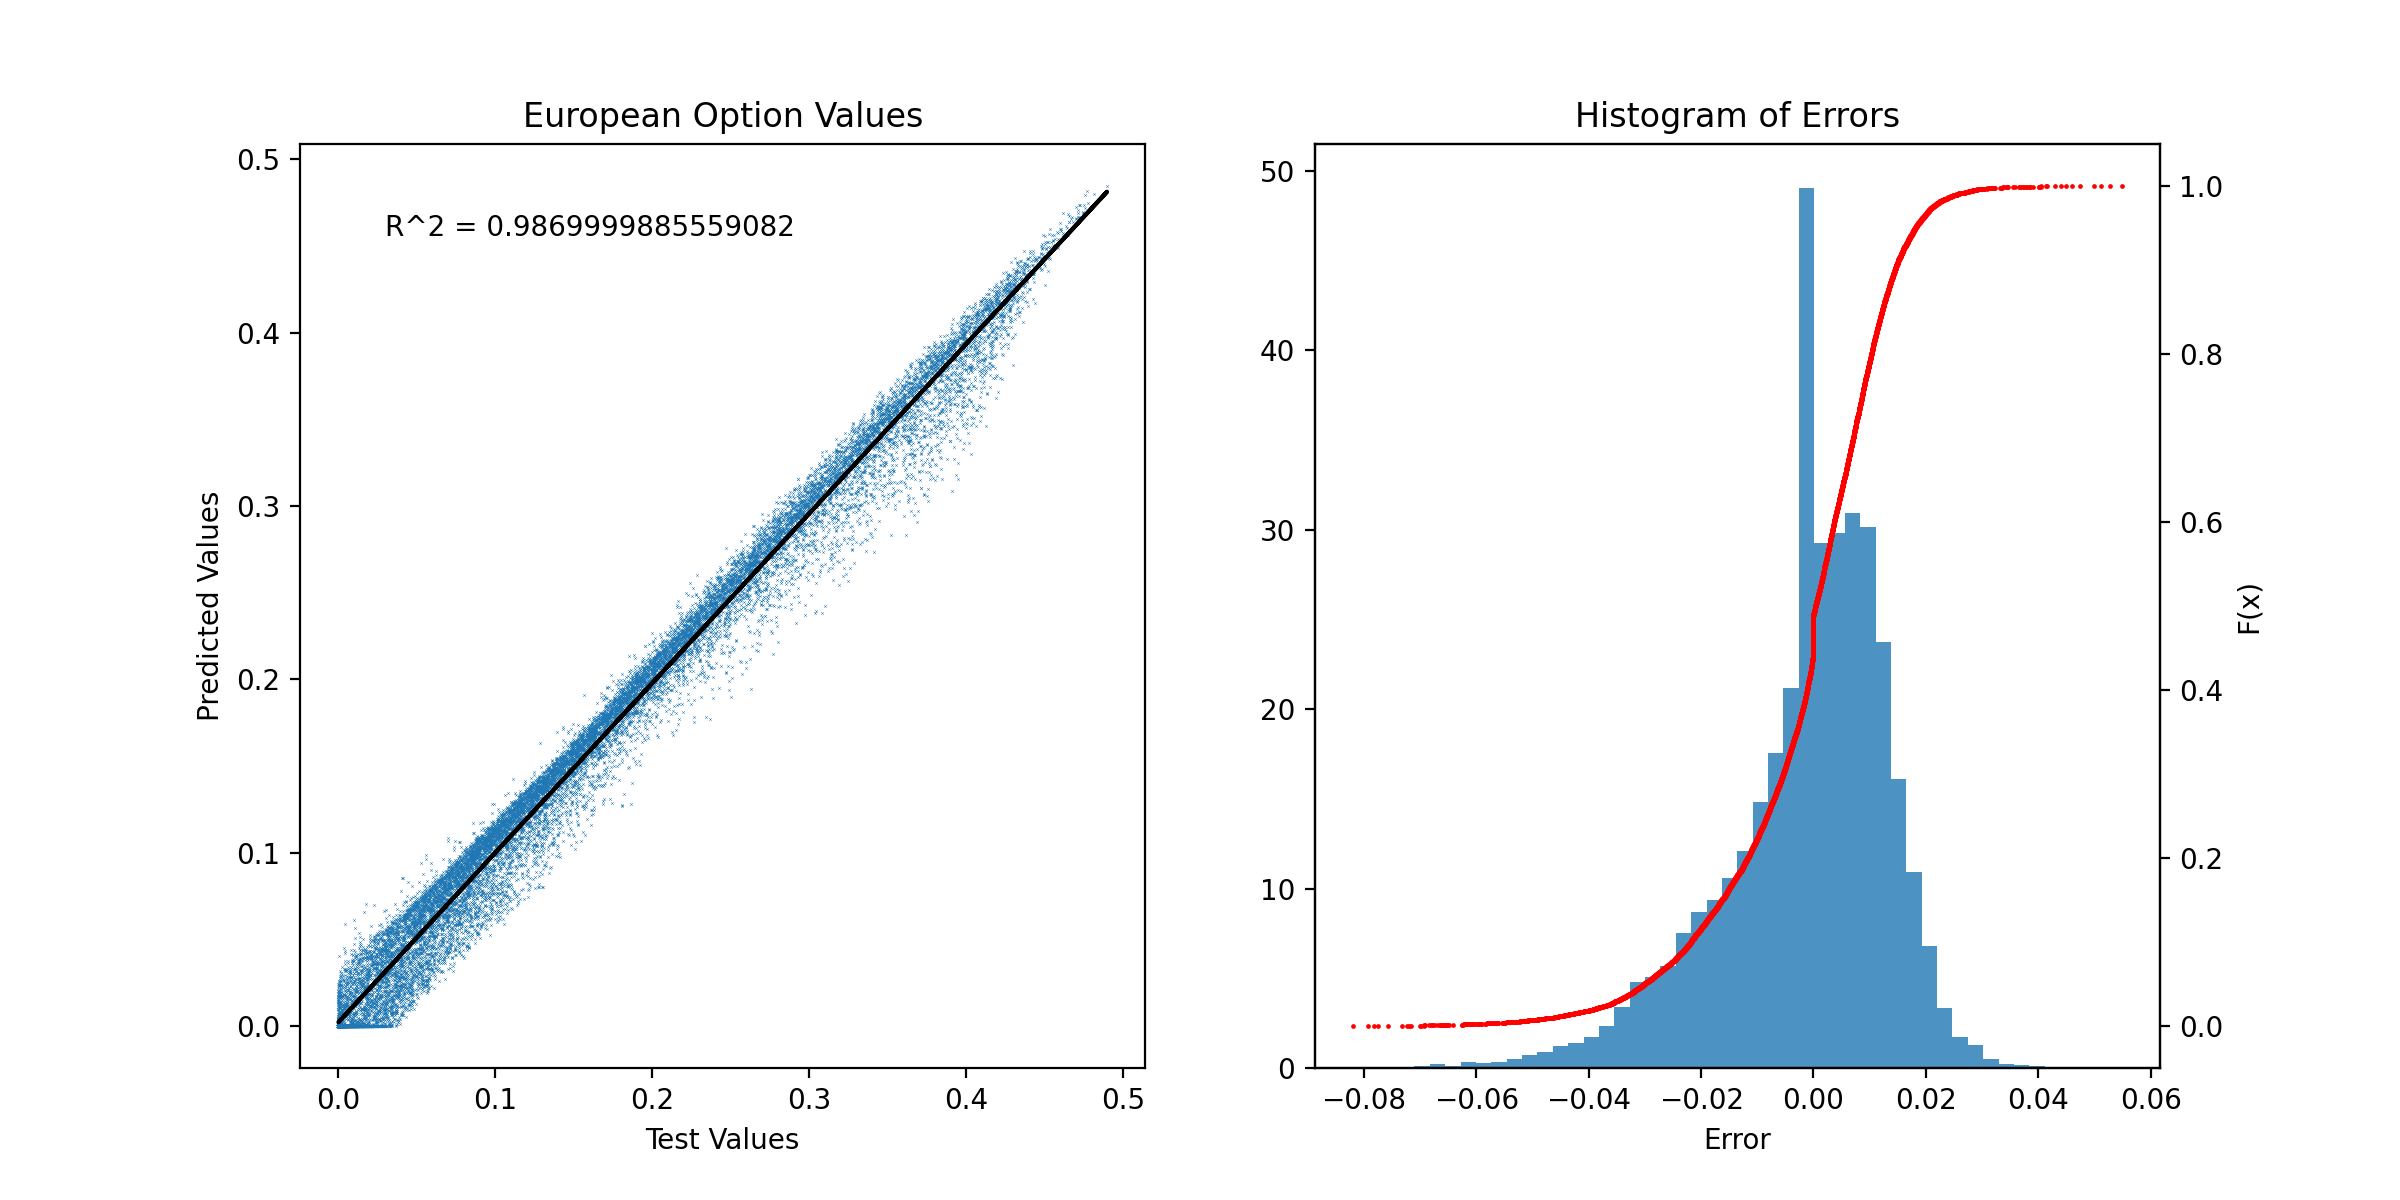 European Option Values
0.5
0.4
0.3
0.2
0.1
0.0
Predicted Values
R^2 = 0.9869999885559082
0.0 0.1 0.2 0.3 0.4 0.5
Test Values
Histogram of Errors
50
40
30
20
10
0
1.0
0.8
0.6
0.4
0.2
0.0
F(x)
−0.08 −0.06 −0.04 −0.02 0.00 0.02 0.04 0.06
Error